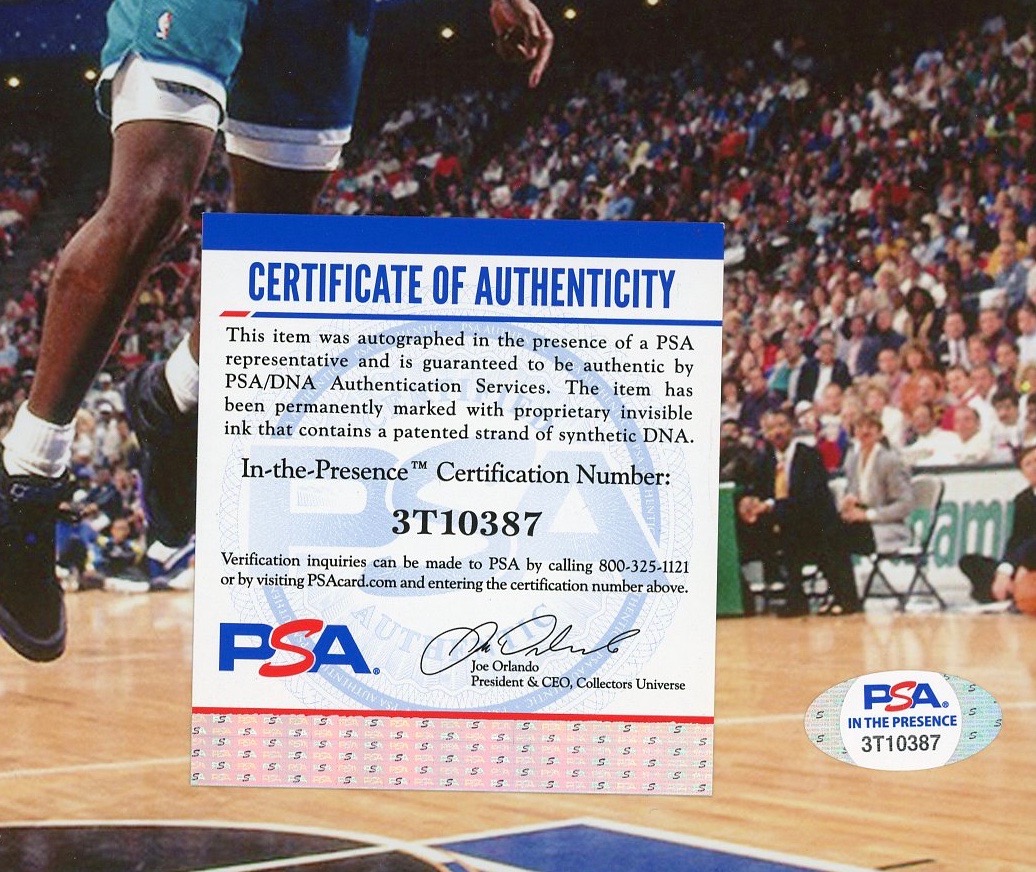 CERTIFICATE OF AUTHENTICITY
This item was autographed in the presence of a PSA
representative and is guaranteed to be authentic by
PSA/DNA Authentication Services. The item has
been permanently marked with proprietary invisible
ink that contains a patented strand of synthetic DNA.
In-the-Presence™ Certification Number:
3T10387
Verification inquiries can be made to PSA by calling 800-325-1121
or by visiting PSAcard.com and entering the certification number above.
PSA®
Joe Orlando
President & CEO, Collectors Universe
PSA®
IN THE PRESENCE
3T10387